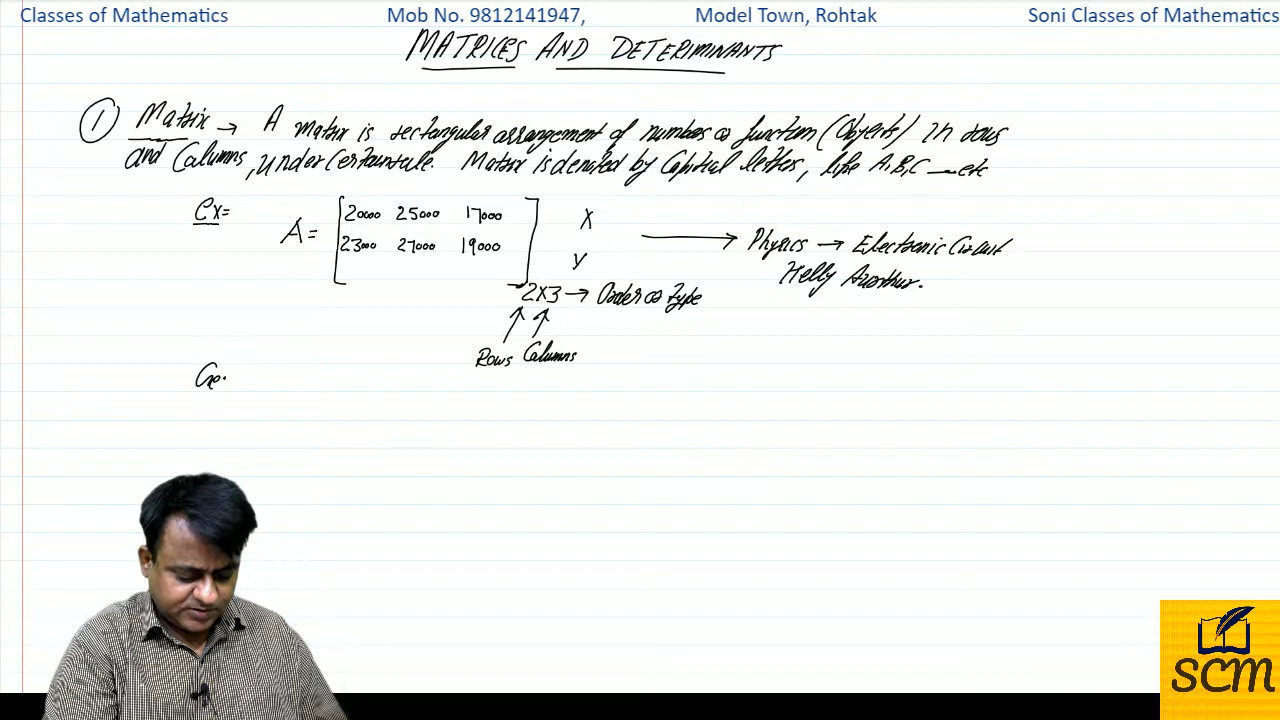 Classes of Mathematics Mob No. 9812141947, Model Town, Rohtak Soni Classes of Mathematics
MATRICES AND DETERMINANTS
① Matrix → A matrix is rectangular arrangement of numbers or function (Objects) in rows
and Columns, under Certain rule. Matrix is denoted by Capital letters, like A, B, C — etc
Ex=
A = [20000 25000 17000 X
23000 27000 19000] Y
→ Physics → Electronic Circuit
2X3 → Order or Type
Rows Columns
SCM